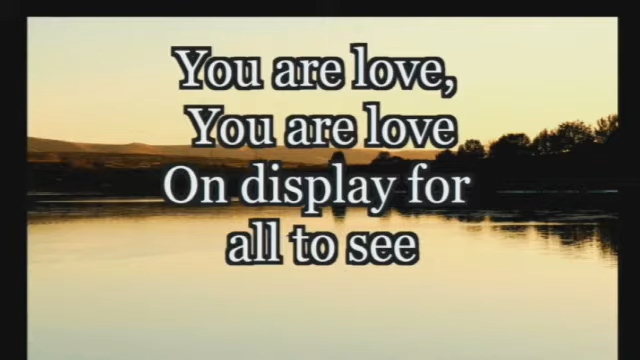 You are love,
You are love
On display for
all to see